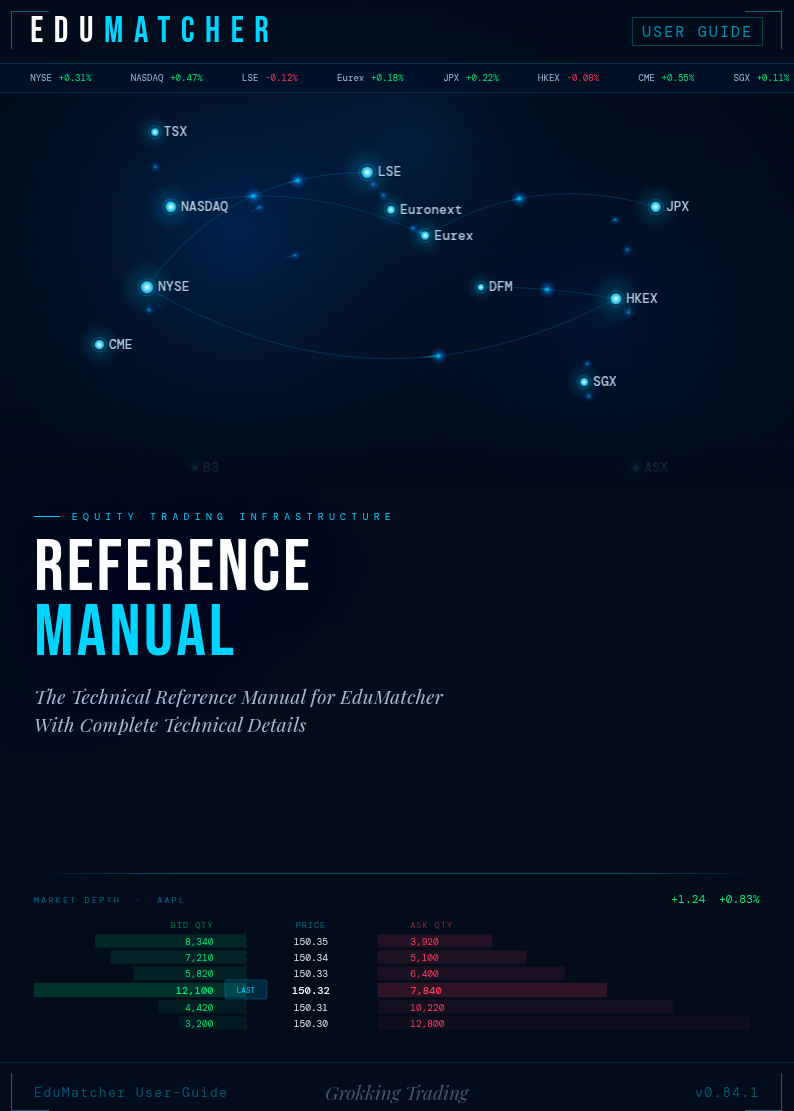 EDUMATCHER
USER GUIDE
NYSE +0.31% NASDAQ +0.47% LSE -0.12% Eurex +0.18% JPX +0.22% HKEX -0.08% CME +0.55% SGX +0.11%
TSX
LSE
NASDAQ
Euronext
JPX
Eurex
NYSE
DFM
HKEX
CME
SGX
B3
ASX
EQUITY TRADING INFRASTRUCTURE
REFERENCE
MANUAL
The Technical Reference Manual for EduMatcher
With Complete Technical Details
MARKET DEPTH · AAPL
+1.24 +0.83%
BID QTY PRICE ASK QTY
8,340 150.35 3,920
7,210 150.34 5,100
5,820 150.33 6,400
12,100 LAST 150.32 7,840
4,420 150.31 10,220
3,200 150.30 12,800
EduMatcher User-Guide
Grokking Trading
v0.84.1